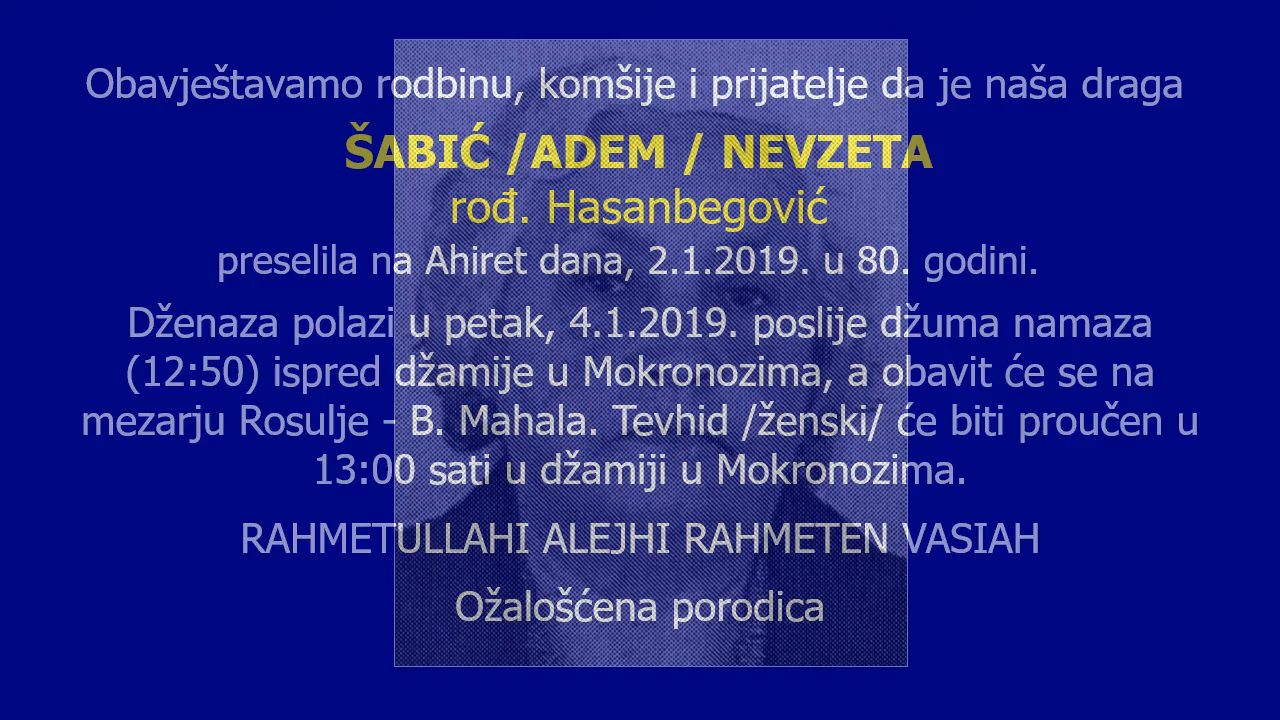 Obavještavamo rodbinu, komšije i prijatelje da je naša draga
ŠABIĆ /ADEM / NEVZETA
rođ. Hasanbegović
preselila na Ahiret dana, 2.1.2019. u 80. godini.
Dženaza polazi u petak, 4.1.2019. poslije džuma namaza
(12:50) ispred džamije u Mokronozima, a obavit će se na
mezarju Rosulje - B. Mahala. Tevhid /ženski/ će biti proučen u
13:00 sati u džamiji u Mokronozima.
RAHMETULLAHI ALEJHI RAHMETEN VASIAH
Ožalošćena porodica